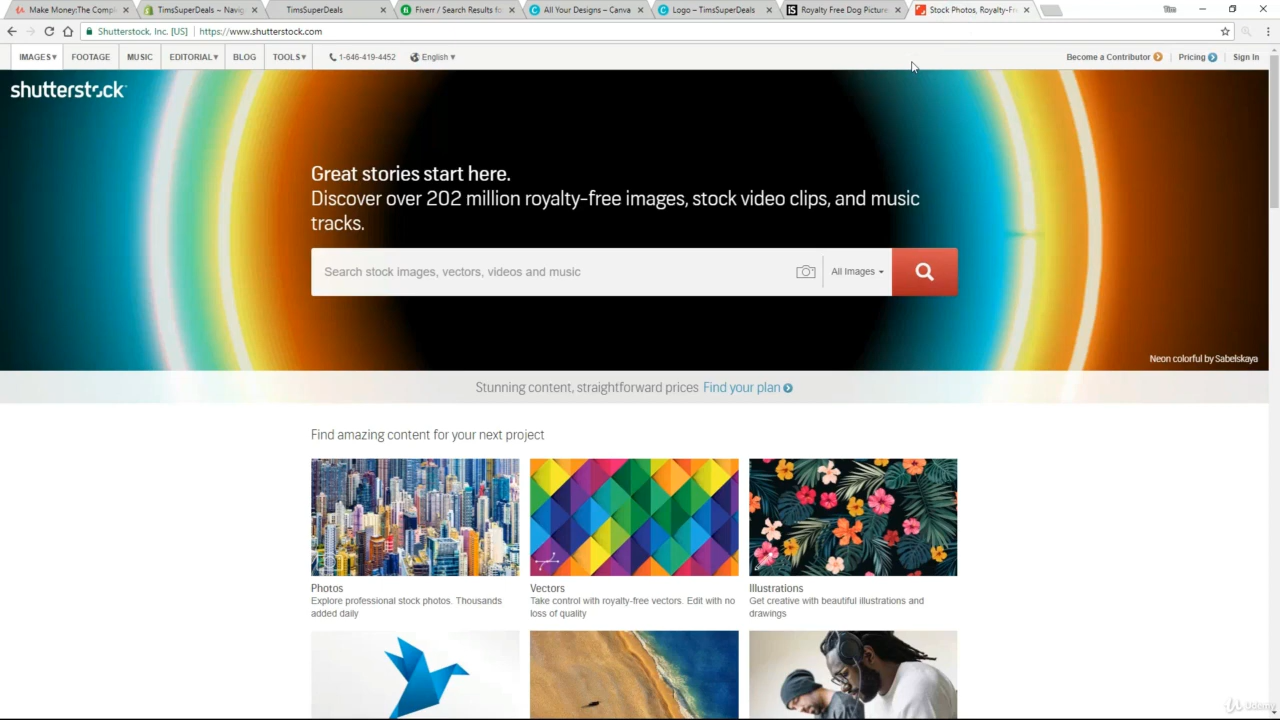 Make Money:The Compl
TimsSuperDeals ~ Navig
TimsSuperDeals
Fiverr / Search Results fo
All Your Designs – Canva
Logo – TimsSuperDeals
Royalty Free Dog Picture
Stock Photos, Royalty-Fr
Tim
Shutterstock, Inc. [US] | https://www.shutterstock.com
IMAGES▾ FOOTAGE MUSIC EDITORIAL▾ BLOG TOOLS▾ 1-646-419-4452 English ▾ Become a Contributor | Pricing | Sign In
shutterstock
Great stories start here.
Discover over 202 million royalty-free images, stock video clips, and music
tracks.
Search stock images, vectors, videos and music All Images
Neon colorful by Sabelskaya
Stunning content, straightforward prices Find your plan
Find amazing content for your next project
Photos
Explore professional stock photos. Thousands
added daily
Vectors
Take control with royalty-free vectors. Edit with no
loss of quality
Illustrations
Get creative with beautiful illustrations and
drawings
Udemy